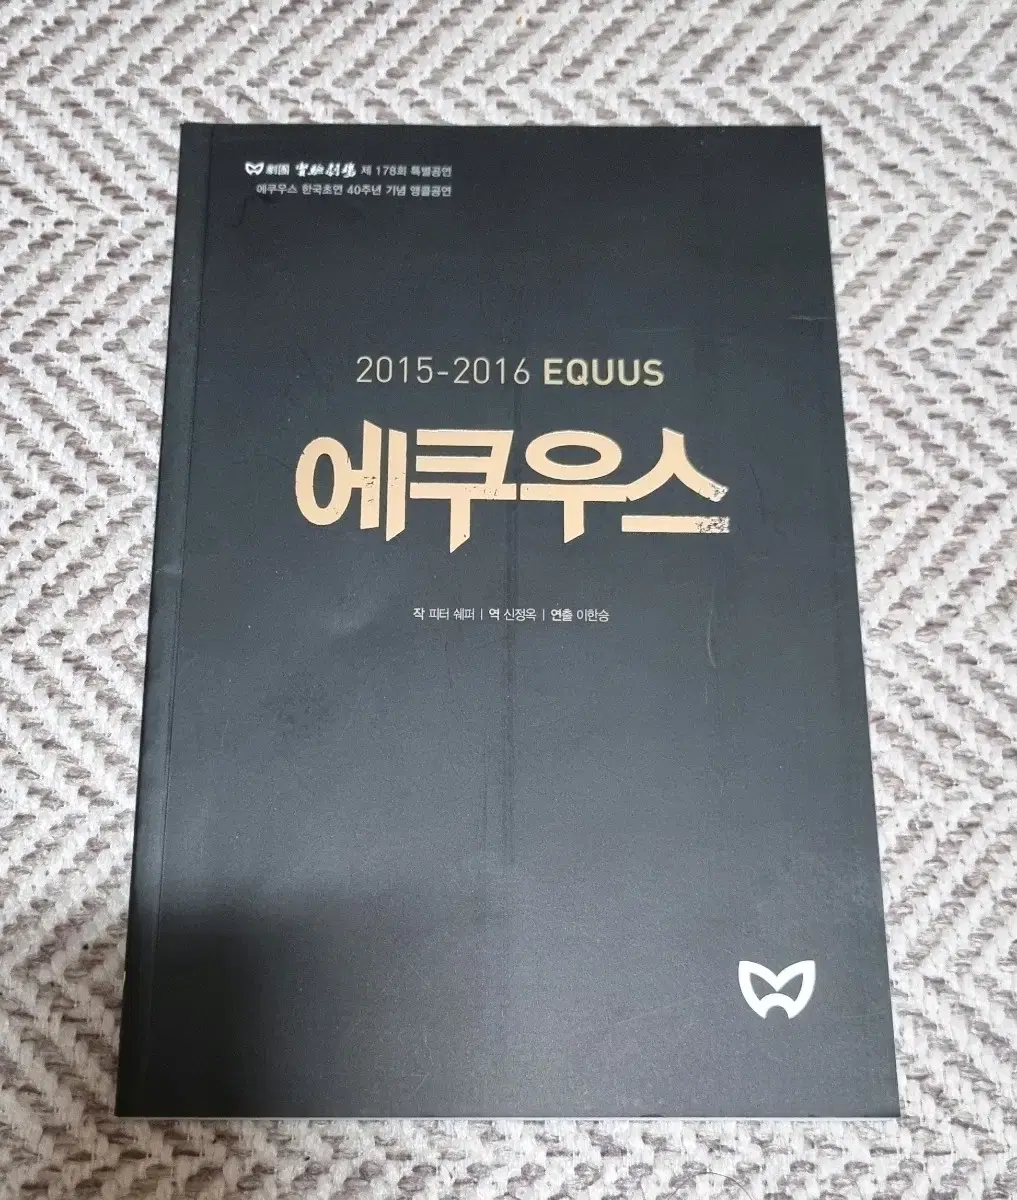 劇團 實驗劇場 제 178회 특별공연
에쿠우스 한국초연 40주년 기념 앵콜공연
2015-2016 EQUUS
에쿠우스
작 피터 쉐퍼 | 역 신정옥 | 연출 이한승